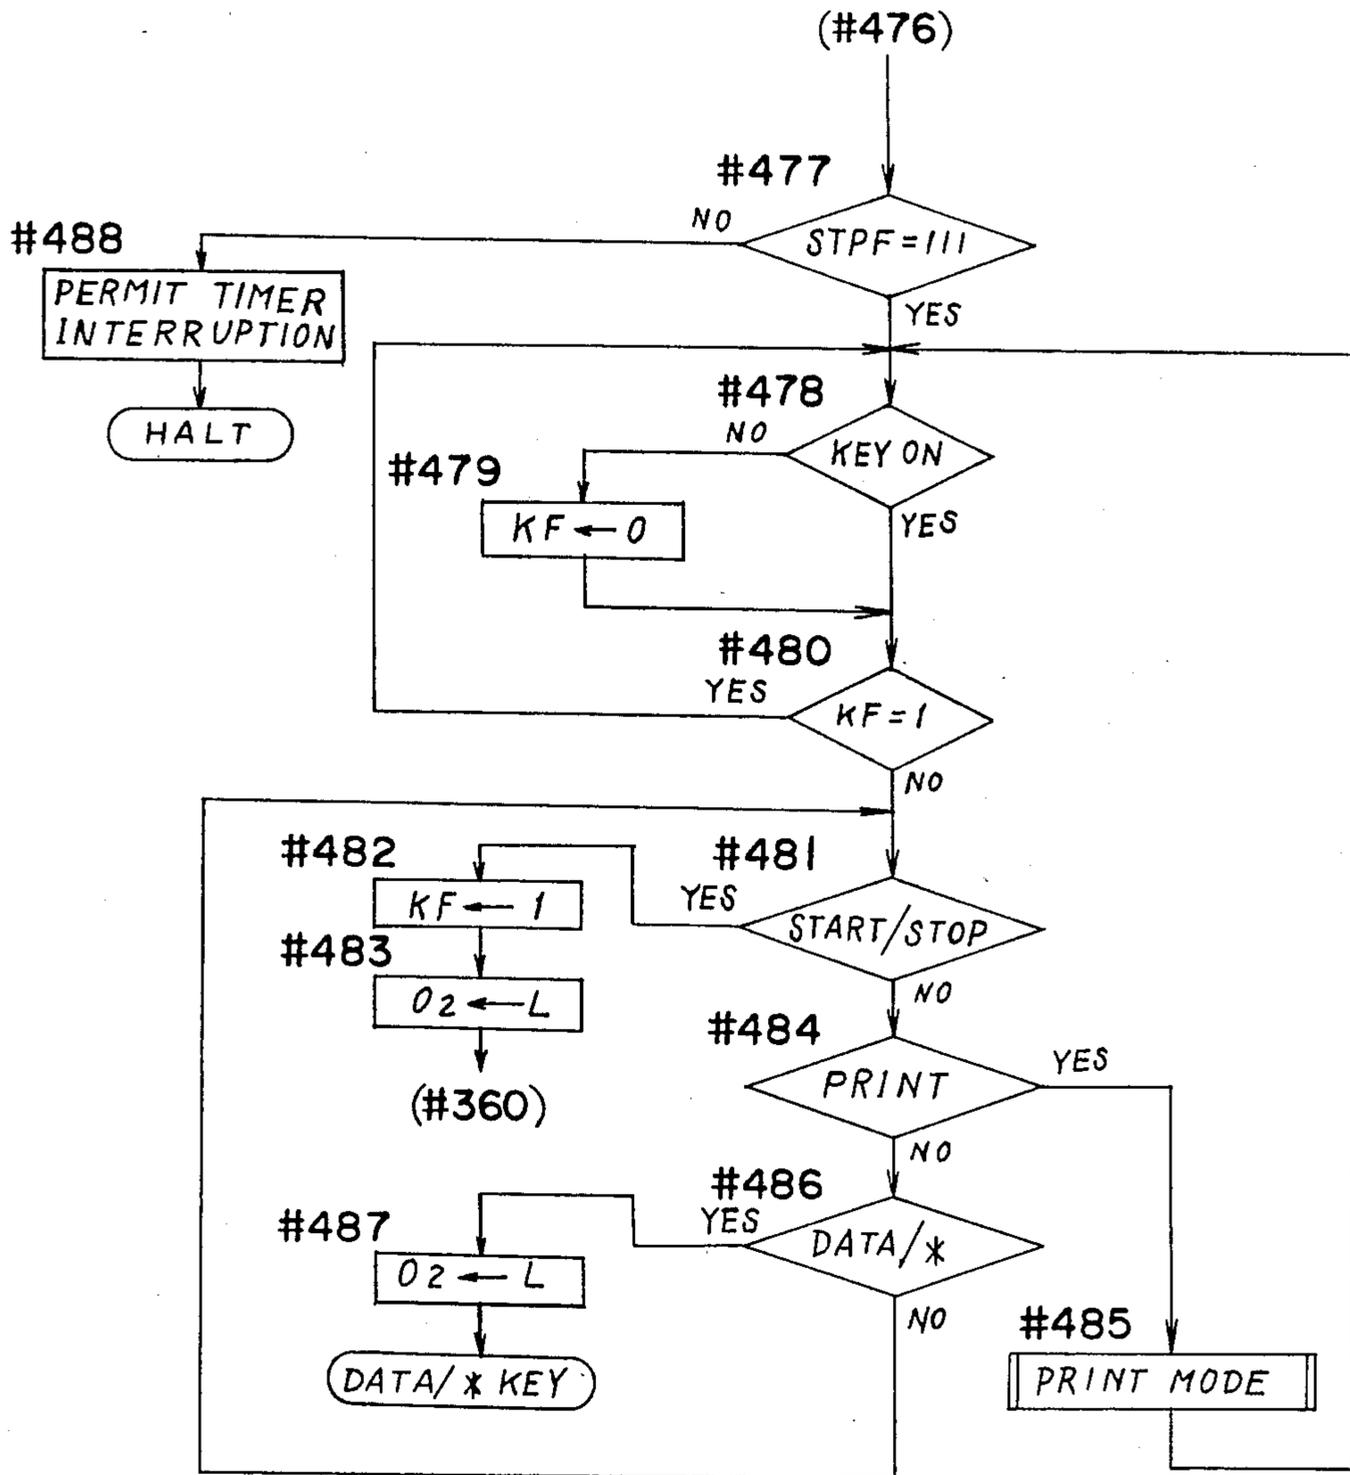 (#476)
#477
NO
STPF=111
#488
PERMIT TIMER
INTERRUPTION
YES
HALT
#478
NO
KEY ON
#479
KF ← 0
YES
#480
YES
KF=1
NO
#482
#481
KF ← 1
YES
START/STOP
#483
O2 ← L
NO
#484
(#360)
PRINT
YES
NO
#486
#487
YES
DATA/*
O2 ← L
NO
#485
DATA/* KEY
PRINT MODE